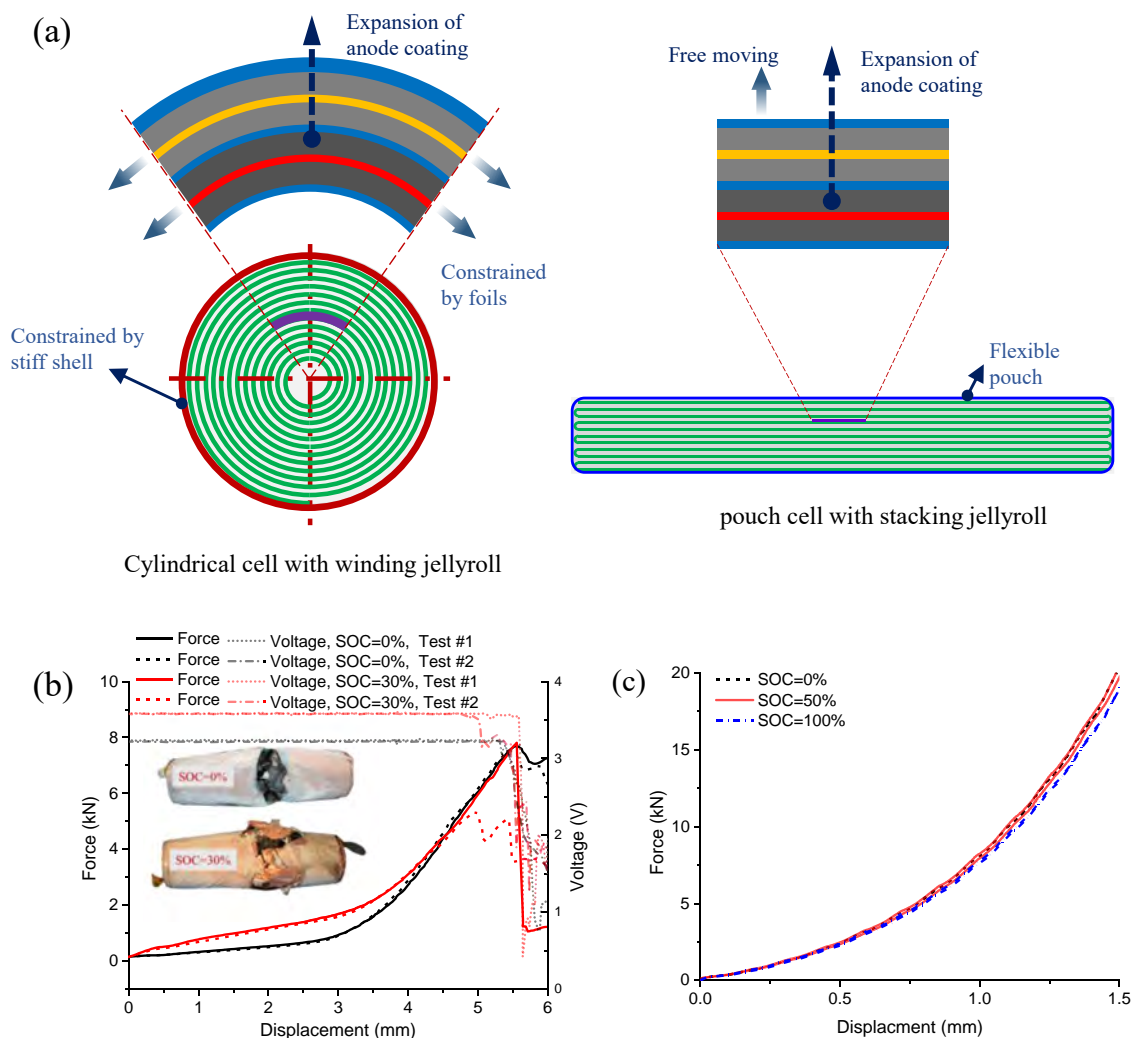 (a)
Expansion of
anode coating
Constrained
by foils
Constrained by
stiff shell
Cylindrical cell with winding jellyroll
Free moving
Expansion of
anode coating
Flexible
pouch
pouch cell with stacking jellyroll
(b)
Force Voltage, SOC=0%, Test #1
Force Voltage, SOC=0%, Test #2
Force Voltage, SOC=30%, Test #1
Force Voltage, SOC=30%, Test #2
10
8
6
4
2
0
Force (kN)
SOC=0%
SOC=30%
4
3
2
1
0
Voltage (V)
0 1 2 3 4 5 6
Displacement (mm)
(c)
SOC=0%
SOC=50%
SOC=100%
20
15
10
5
0
Force (kN)
0.0 0.5 1.0 1.5
Displacment (mm)